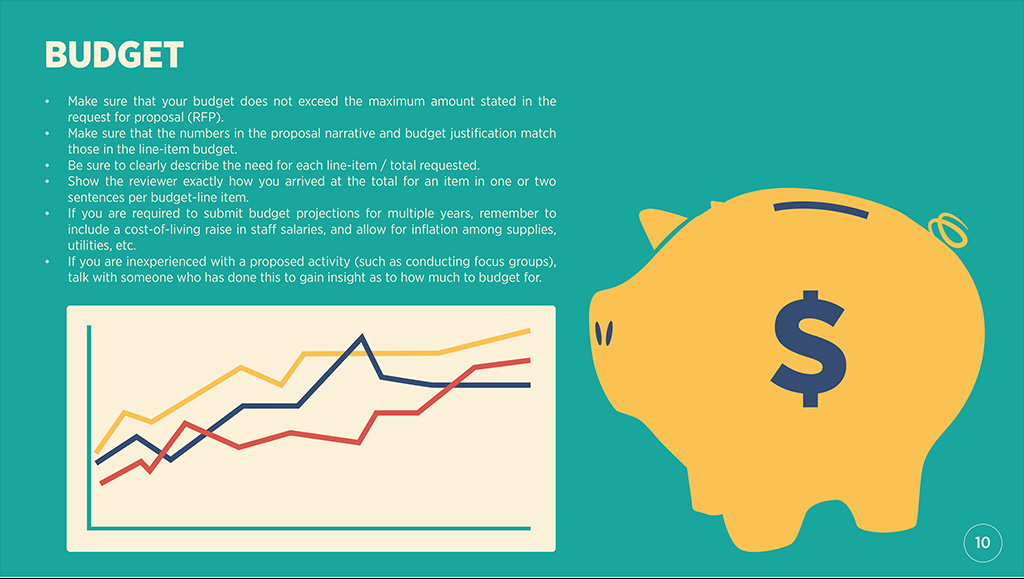 BUDGET
• Make sure that your budget does not exceed the maximum amount stated in the
request for proposal (RFP).
• Make sure that the numbers in the proposal narrative and budget justification match
those in the line-item budget.
• Be sure to clearly describe the need for each line-item / total requested.
• Show the reviewer exactly how you arrived at the total for an item in one or two
sentences per budget-line item.
• If you are required to submit budget projections for multiple years, remember to
include a cost-of-living raise in staff salaries, and allow for inflation among supplies,
utilities, etc.
• If you are inexperienced with a proposed activity (such as conducting focus groups),
talk with someone who has done this to gain insight as to how much to budget for.
$
10